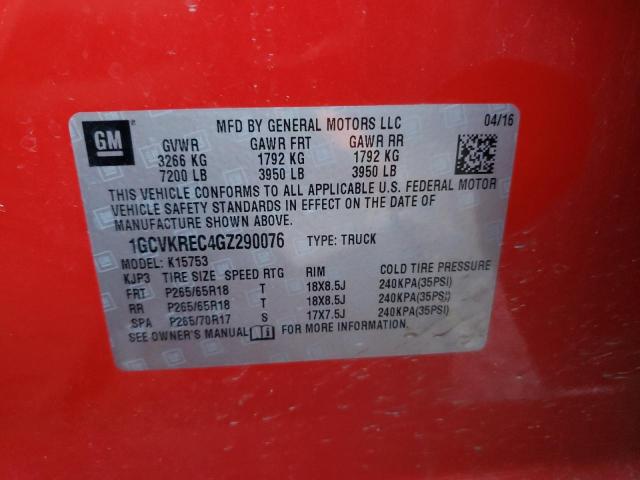 GM
MFD BY GENERAL MOTORS LLC 04/16
GVWR GAWR FRT GAWR RR
3266 KG 1792 KG 1792 KG
7200 LB 3950 LB 3950 LB
THIS VEHICLE CONFORMS TO ALL APPLICABLE U.S. FEDERAL MOTOR
VEHICLE SAFETY STANDARDS IN EFFECT ON THE DATE OF
MANUFACTURE SHOWN ABOVE.
1GCVKREC4GZ290076 TYPE: TRUCK
MODEL: K15753
KJP3 TIRE SIZE SPEED RTG RIM COLD TIRE PRESSURE
FRT P265/65R18 T 18X8.5J 240KPA(35PSI)
RR P265/65R18 T 18X8.5J 240KPA(35PSI)
SPA P265/70R17 S 17X7.5J 240KPA(35PSI)
SEE OWNER'S MANUAL FOR MORE INFORMATION.